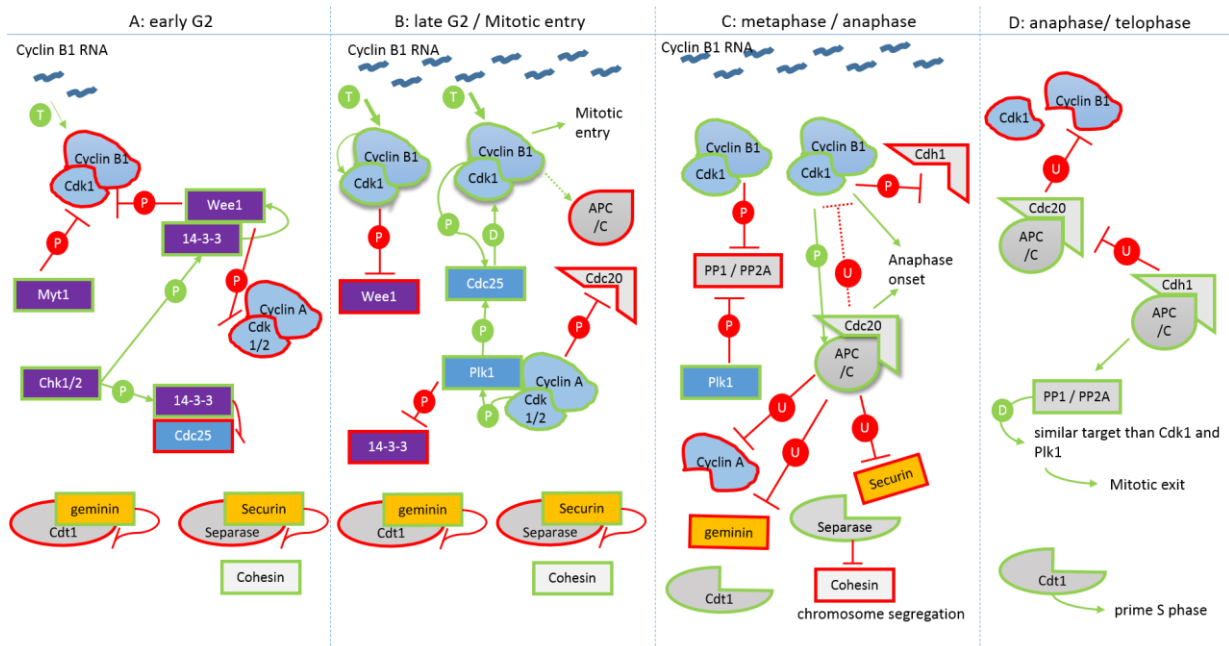 A: early G2
Cyclin B1 RNA
T
Cyclin B1
Cdk1
P
Wee1
14-3-3
P
Myt1
P
P
Cyclin A
Cdk
1/2
Chk1/2
P
14-3-3
Cdc25
geminin
Cdt1
Securin
Separase
Cohesin
B: late G2 / Mitotic entry
Cyclin B1 RNA
T
T
Mitotic
entry
Cyclin B1
Cdk1
Cyclin B1
Cdk1
APC
/C
P
P
D
Wee1
Cdc25
Cdc20
P
P
Plk1
Cyclin A
Cdk
1/2
P
P
14-3-3
geminin
Cdt1
Securin
Separase
Cohesin
C: metaphase / anaphase
Cyclin B1 RNA
Cyclin B1
Cdk1
Cyclin B1
Cdk1
Cdh1
P
P
P
U
PP1 / PP2A
Anaphase
onset
P
Plk1
Cdc20
APC
/C
U
U
U
Cyclin A
Securin
geminin
Separase
Cdt1
Cohesin
chromosome segregation
D: anaphase/ telophase
Cdk1
Cyclin B1
U
Cdc20
APC
/C
U
Cdh1
APC
/C
PP1 / PP2A
D
similar target than Cdk1 and
Plk1
Mitotic exit
Cdt1
prime S phase